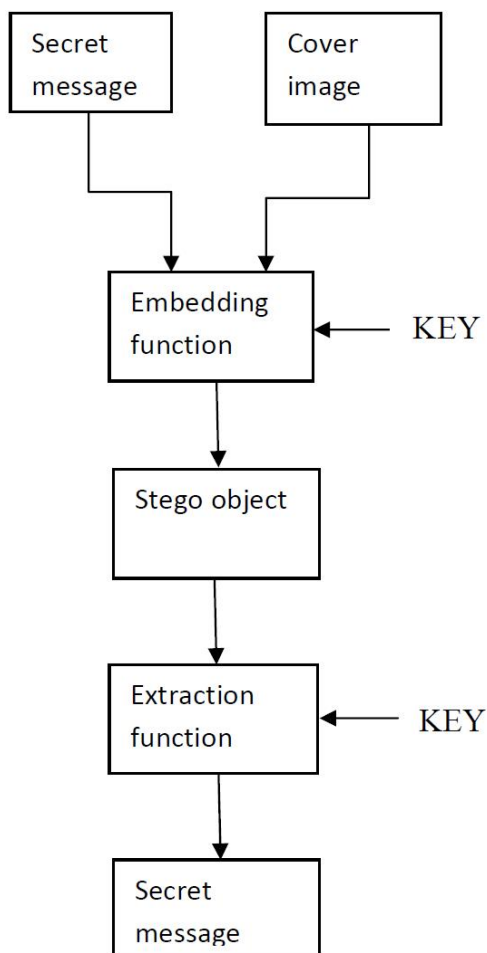 Secret
message
Cover
image
Embedding
function
KEY
Stego object
Extraction
function
KEY
Secret
message